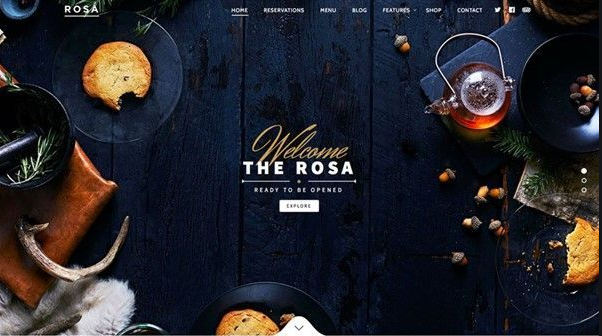 ROSA
HOME RESERVATIONS MENU BLOG FEATURES SHOP CONTACT
Welcome
THE ROSA
READY TO BE OPENED
EXPLORE